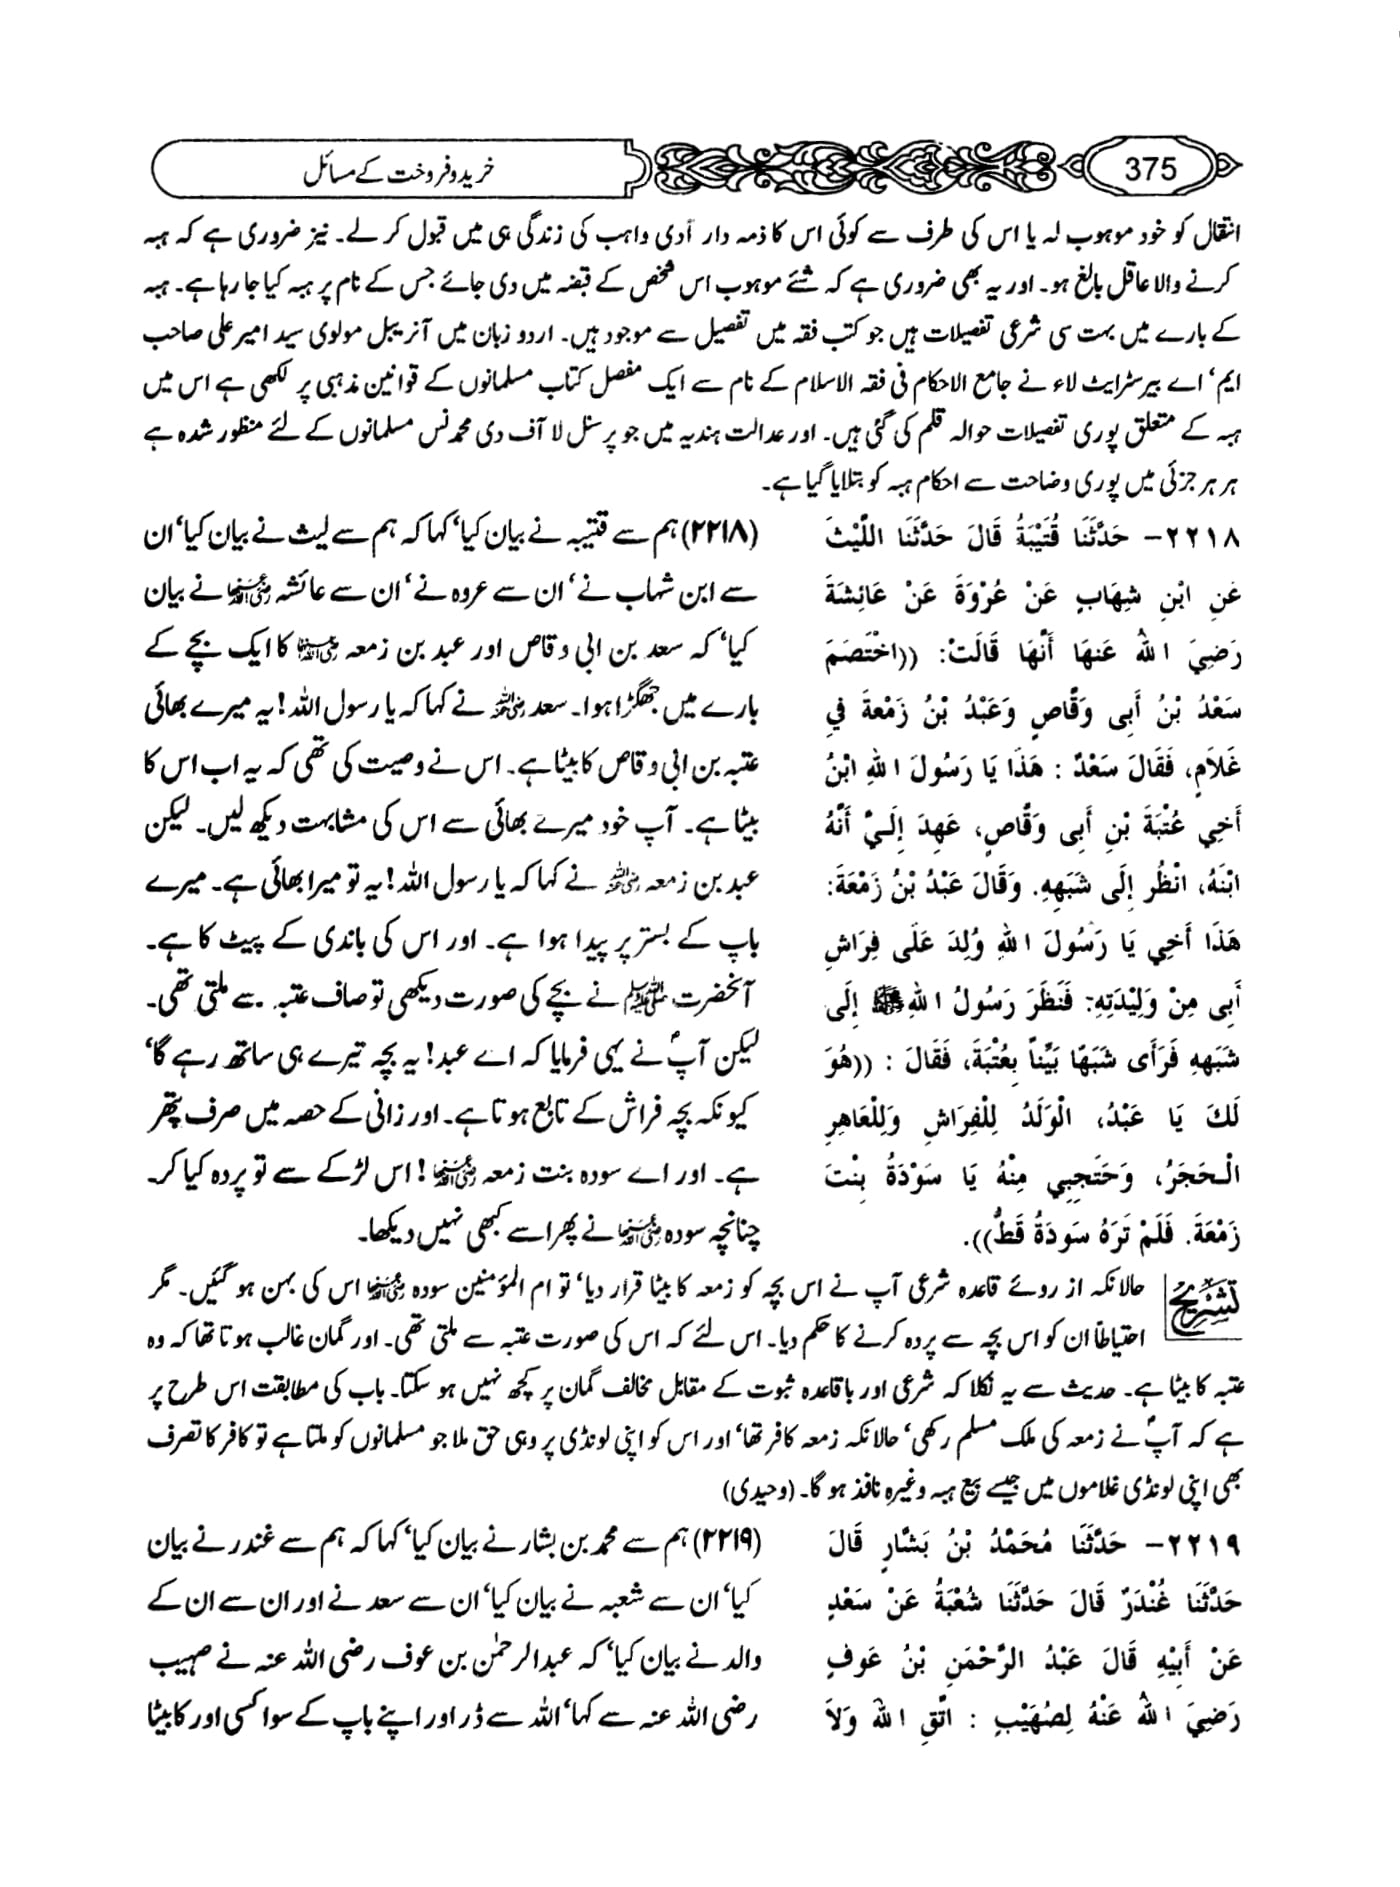 375
خرید و فروخت کے مسائل
انتقال کو خود موہوب لہ یا اس کی طرف سے کوئی اس کا ذمہ دار آدی واہب کی زندگی ہی میں قبول کر لے۔ نیز ضروری ہے کہ ہبہ
کرنے والا عاقل بالغ ہو۔ اور یہ بھی ضروری ہے کہ شئے موہوب اس شخص کے قبضہ میں دی جائے جس کے نام پر ہبہ کیا جا رہا ہے۔ ہبہ
کے بارے میں بہت سی شرعی تفصیلات ہیں جو کتب فقہ میں تفصیل سے موجود ہیں۔ اردو زبان میں آنریبل مولوی سید امیر علی صاحب
ایم' اے بیرسٹرایٹ لاء نے جامع الاحکام فی فقہ الاسلام کے نام سے ایک مفصل کتاب مسلمانوں کے قوانین مذہبی پر لکھی ہے اس میں
ہبہ کے متعلق پوری تفصیلات حوالہ قلم کی گئی ہیں۔ اور عدالت ہندیہ میں جو پرسنل لا آف دی محمڈنس مسلمانوں کے لئے منظور شدہ ہے
ہر ہر جزئی میں پوری وضاحت سے احکام ہبہ کو بتلایا گیا ہے۔
٢٢١٨- حَدَّثَنَا قُتَيْبَةُ قَالَ حَدَّثَنَا اللَّيْثُ
عَنِ ابْنِ شِهَابٍ عَنْ عُرْوَةَ عَنْ عَائِشَةَ
رَضِيَ اللهُ عَنهَا أَنَّهَا قَالَتْ: ((اخْتَصَمَ
سَعْدُ بْنُ أَبِي وَقَّاصٍ وَعَبْدُ بْنُ زَمْعةَ فِي
غَلاَمٍ، فَقَالَ سَعْدٌ : هَذَا يَا رَسُولَ اللهِ ابْنُ
أَخِي عُتْبَةَ بْنِ أَبِي وَقَّاصٍ، عَهِدَ إِلَيَّ أَنَّهُ
ابْنَهُ، انْظُر إِلَى شَبَهِهِ. وَقَالَ عَبْدُ بْنُ زَمْعَةَ:
هَذَا أَخِي يَا رَسُولَ اللهِ وُلِدَ عَلَى فِرَاشِ
أَبِي مِنْ وَلِيْدَتِهِ: فَنَظَرَ رَسُولُ اللهِ ﷺ إِلَى
شَبَهِهِ فَرَأَى شَبَهًا بَيِّناً بِعُتْبَةَ، فَقَالَ : ((هُوَ
لَكَ يَا عَبْدُ، الْوَلَدُ لِلْفِرَاشِ وَلِلْعَاهِرِ
الْحَجَرُ، وَحَتَجِبِي مِنْهُ يَا سَوْدَةُ بِنْتَ
زَمْعَةَ. فَلَمْ تَرَهُ سَودَةُ قَطُّ)).
(۲۲۱۸) ہم سے قتیبہ نے بیان کیا' کہا کہ ہم سے لیث نے بیان کیا' ان
سے ابن شہاب نے' ان سے عروہ نے' ان سے عائشہ رضی اللہ عنہا نے بیان
کیا' کہ سعد بن ابی وقاص اور عبد بن زمعہ رضی اللہ عنہما کا ایک بچے کے
بارے میں جھگڑا ہوا۔ سعد رضی اللہ عنہ نے کہا کہ یا رسول اللہ! یہ میرے بھائی
عتبہ بن ابی وقاص کا بیٹا ہے۔ اس نے وصیت کی تھی کہ یہ اب اس کا
بیٹا ہے۔ آپ خود میرے بھائی سے اس کی مشابہت دیکھ لیں۔ لیکن
عبد بن زمعہ رضی اللہ عنہ نے کہا کہ یا رسول اللہ! یہ تو میرا بھائی ہے۔ میرے
باپ کے بستر پر پیدا ہوا ہے۔ اور اس کی باندی کے پیٹ کا ہے۔
آنحضرت ﷺ نے بچے کی صورت دیکھی تو صاف عتبہ سے ملتی تھی۔
لیکن آپؐ نے یہی فرمایا کہ اے عبد! یہ بچہ تیرے ہی ساتھ رہے گا'
کیونکہ بچہ فراش کے تابع ہوتا ہے۔ اور زانی کے حصہ میں صرف پتھر
ہے۔ اور اے سودہ بنت زمعہ رضی اللہ عنہا! اس لڑکے سے تو پردہ کیا کر۔
چنانچہ سودہ رضی اللہ عنہا نے پھر اسے کبھی نہیں دیکھا۔
تشریح حالانکہ از روئے قاعدہ شرعی آپ نے اس بچہ کو زمعہ کا بیٹا قرار دیا' تو ام المؤمنین سودہ رضی اللہ عنہا اس کی بہن ہو گئیں۔ مگر
احتیاطاً ان کو اس بچہ سے پردہ کرنے کا حکم دیا۔ اس لئے کہ اس کی صورت عتبہ سے ملتی تھی۔ اور گمان غالب ہوتا تھا کہ وہ
عتبہ کا بیٹا ہے۔ حدیث سے یہ نکلا کہ شرعی اور باقاعدہ ثبوت کے مقابل مخالف گمان پر کچھ نہیں ہو سکتا۔ باب کی مطابقت اس طرح پر
ہے کہ آپؐ نے زمعہ کی ملک مسلم رکھی' حالانکہ زمعہ کافر تھا' اور اس کو اپنی لونڈی پر وہی حق ملا جو مسلمانوں کو ملتا ہے تو کافر کا تصرف
بھی اپنی لونڈی غلاموں میں جیسے بیع ہبہ وغیرہ نافذ ہو گا۔ (وحیدی)
٢٢١٩- حَدَّثَنَا مُحَمَّدُ بْنُ بَشَّارٍ قَالَ
حَدَّثَنَا غُنْدَرٌ قَالَ حَدَّثَنَا شُعْبَةُ عَنْ سَعْدٍ
عَنْ أَبِيْهِ قَالَ عَبْدُ الرَّحْمَنِ بْنُ عَوفٍ
رَضِيَ اللهُ عَنْهُ لِصُهَيْبٍ : اتَّقِ اللهَ وَلاَ
(۲۲۱۹) ہم سے محمد بن بشار نے بیان کیا' کہا کہ ہم سے غندر نے بیان
کیا' ان سے شعبہ نے بیان کیا' ان سے سعد نے اور ان سے ان کے
والد نے بیان کیا' کہ عبدالرحمٰن بن عوف رضی اللہ عنہ نے صہیب
رضی اللہ عنہ سے کہا' اللہ سے ڈر اور اپنے باپ کے سوا کسی اور کا بیٹا